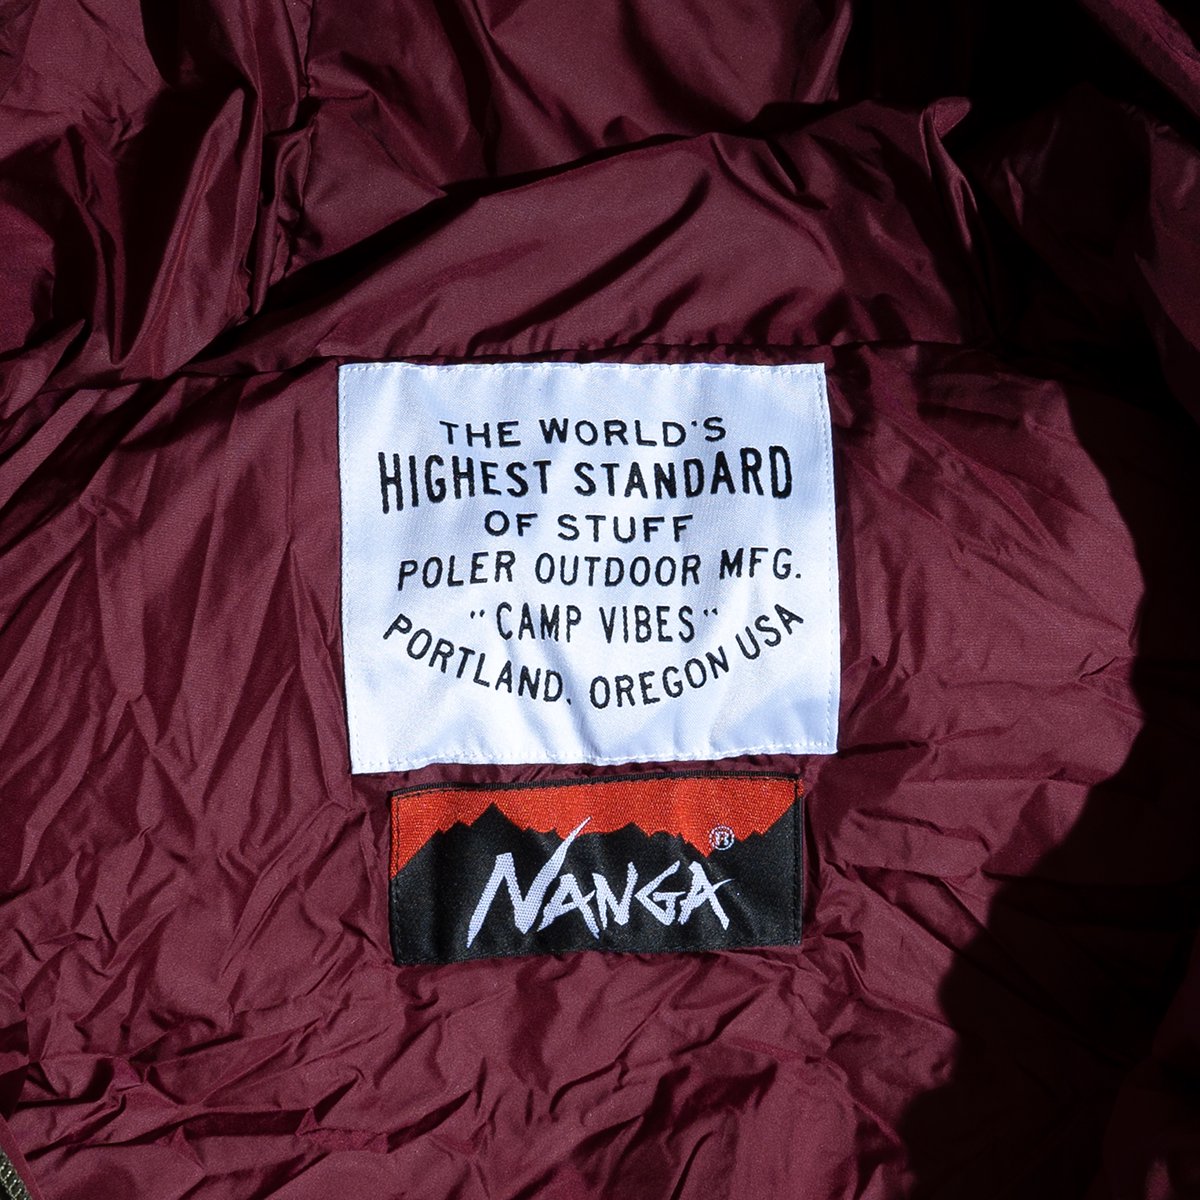 THE WORLD'S
HIGHEST STANDARD
OF STUFF
POLER OUTDOOR MFG.
"CAMP VIBES"
PORTLAND. OREGON USA
NANGA®